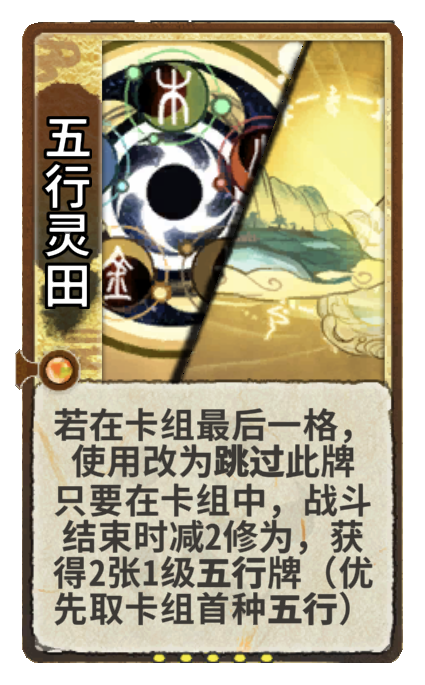 木
金
五行灵田
若在卡组最后一格，
使用改为跳过此牌
只要在卡组中，战斗
结束时减2修为，获
得2张1级五行牌（优
先取卡组首种五行）